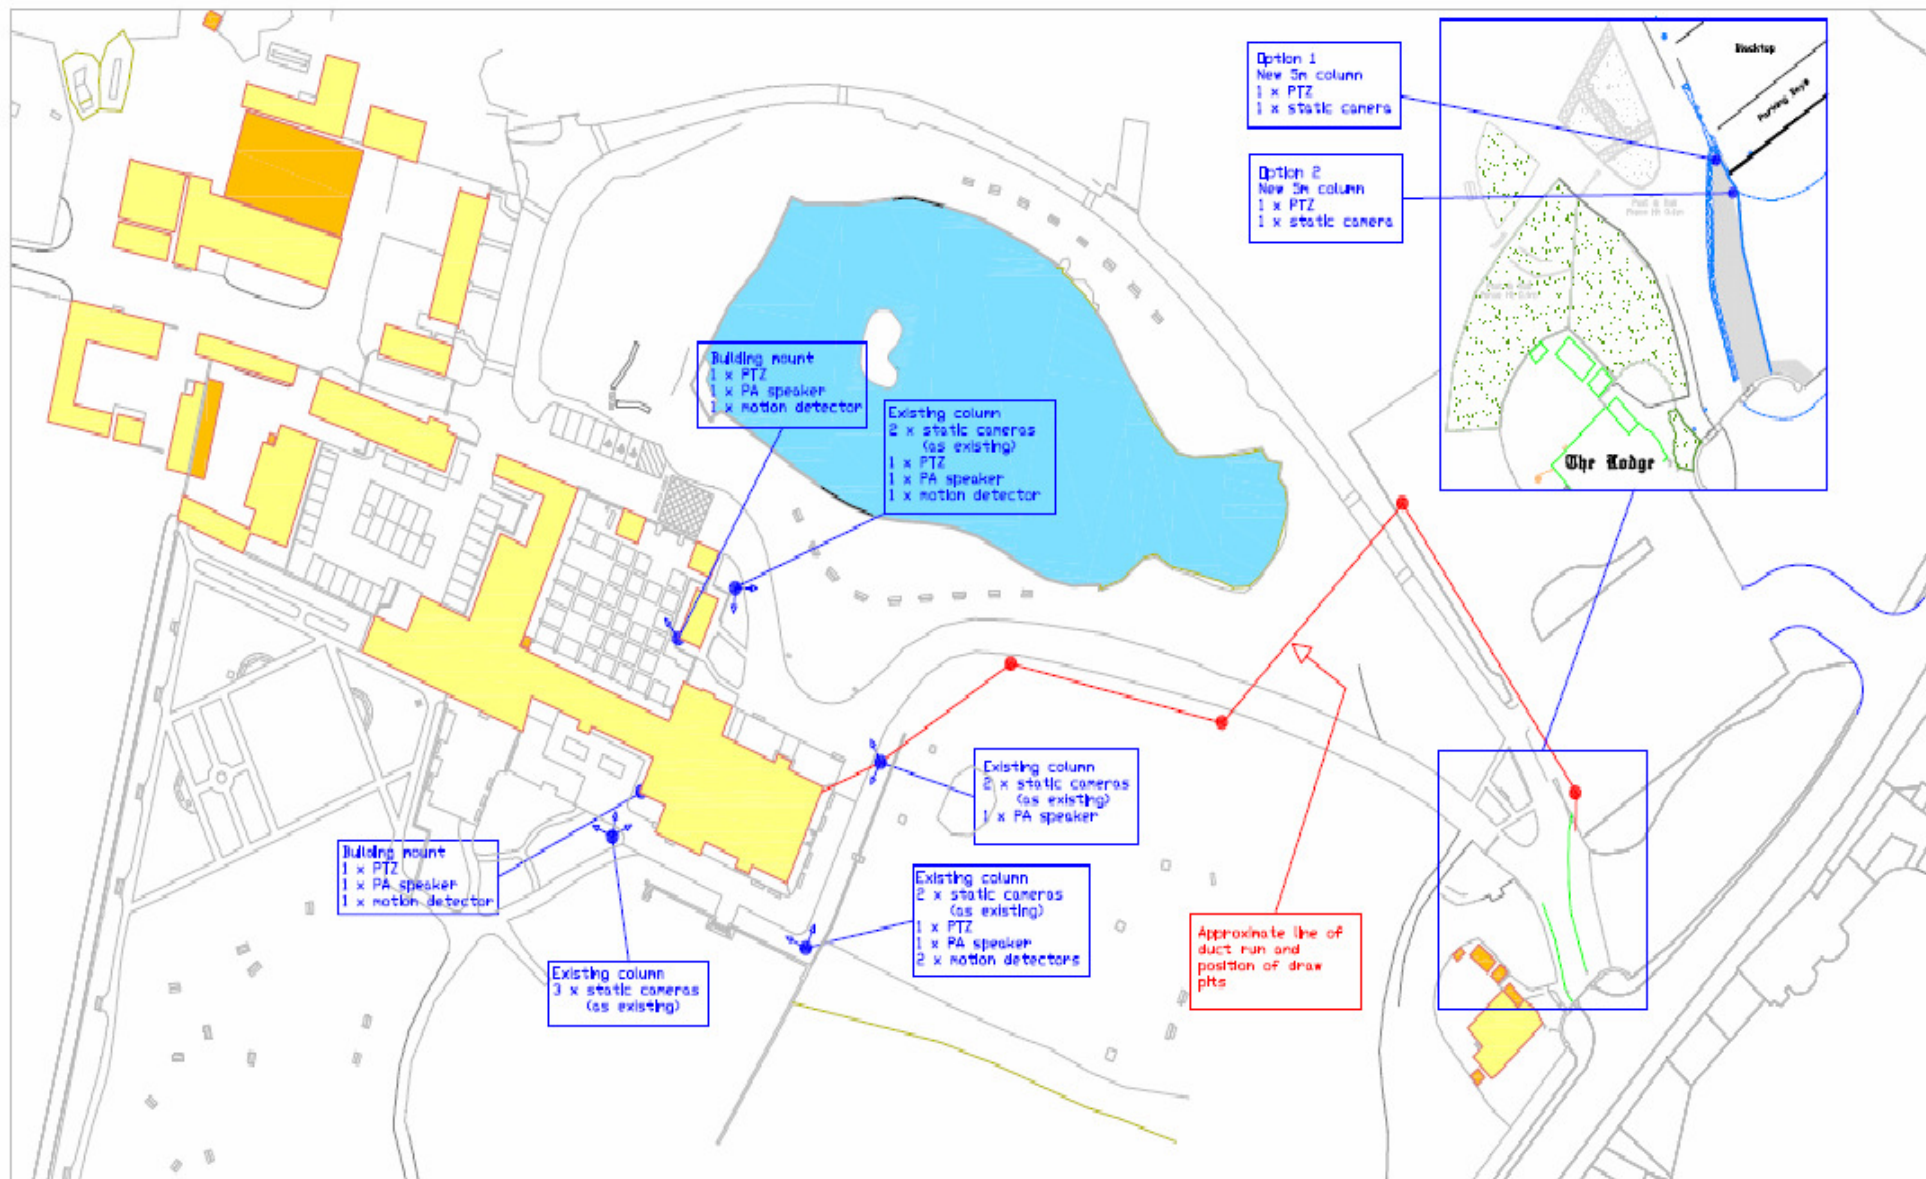 Option 1
New 5m column
1 x PTZ
1 x static camera
Option 2
New 5m column
1 x PTZ
1 x static camera
Blacktop
Parking Bays
The Lodge
Building mount
1 x PTZ
1 x PA speaker
1 x motion detector
Existing column
2 x static cameras
(as existing)
1 x PTZ
1 x PA speaker
1 x motion detector
Existing column
2 x static cameras
(as existing)
1 x PA speaker
Building mount
1 x PTZ
1 x PA speaker
1 x motion detector
Existing column
2 x static cameras
(as existing)
1 x PTZ
1 x PA speaker
2 x motion detectors
Existing column
3 x static cameras
(as existing)
Approximate line of
duct run and
position of draw
pits